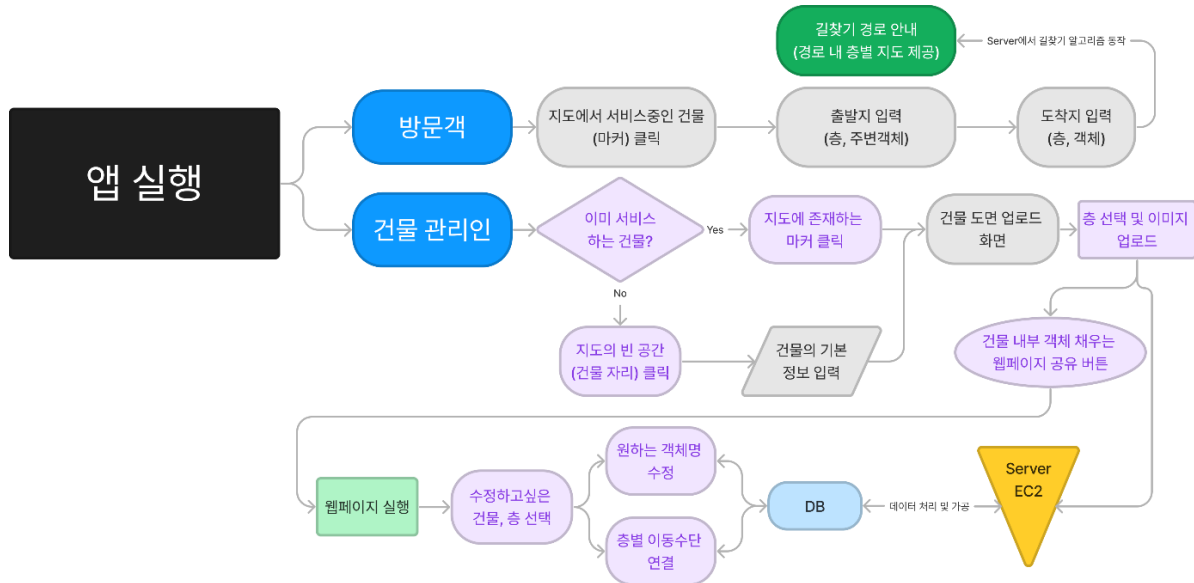 앱 실행
방문객
지도에서 서비스중인 건물
(마커) 클릭
출발지 입력
(층, 주변객체)
도착지 입력
(층, 객체)
Server에서 길찾기 알고리즘 동작
길찾기 경로 안내
(경로 내 층별 지도 제공)
건물 관리인
이미 서비스
하는 건물?
Yes
지도에 존재하는
마커 클릭
건물 도면 업로드
화면
층 선택 및 이미지
업로드
No
지도의 빈 공간
(건물 자리) 클릭
건물의 기본
정보 입력
건물 내부 객체 채우는
웹페이지 공유 버튼
웹페이지 실행
수정하고싶은
건물, 층 선택
원하는 객체명
수정
층별 이동수단
연결
DB
데이터 처리 및 가공
Server
EC2